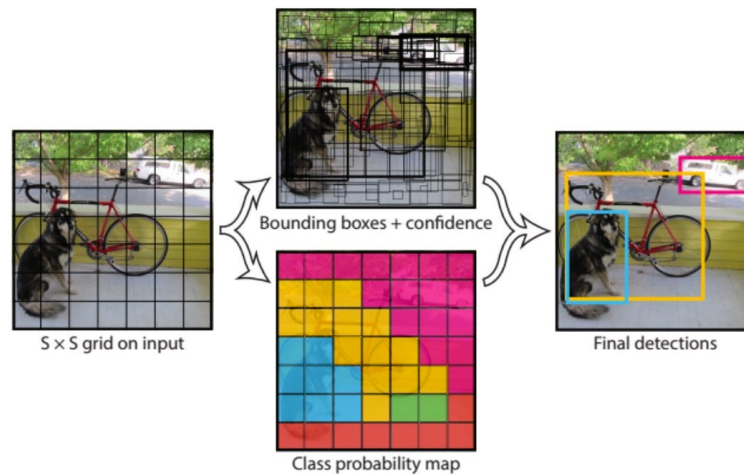 Bounding boxes + confidence
S × S grid on input
Final detections
Class probability map